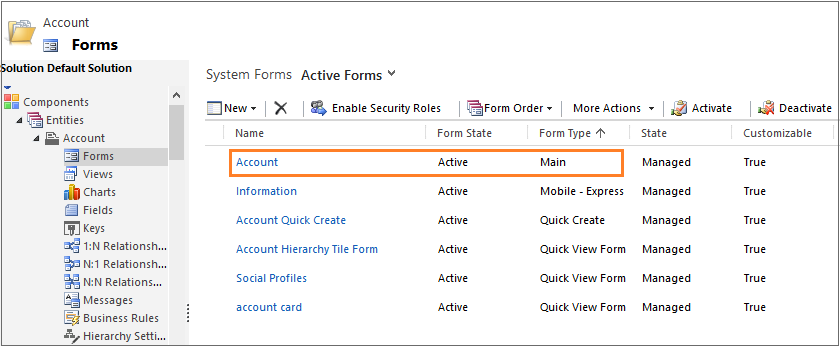 Account
Forms
Solution Default Solution
Components
Entities
Account
Forms
Views
Charts
Fields
Keys
1:N Relationsh...
N:1 Relationsh...
N:N Relations...
Messages
Business Rules
Hierarchy Setti...
System Forms Active Forms
New Enable Security Roles Form Order More Actions Activate Deactivate
Name Form State Form Type State Customizable
Account Active Main Managed True
Information Active Mobile - Express Managed True
Account Quick Create Active Quick Create Managed True
Account Hierarchy Tile Form Active Quick View Form Managed True
Social Profiles Active Quick View Form Managed True
account card Active Quick View Form Managed True